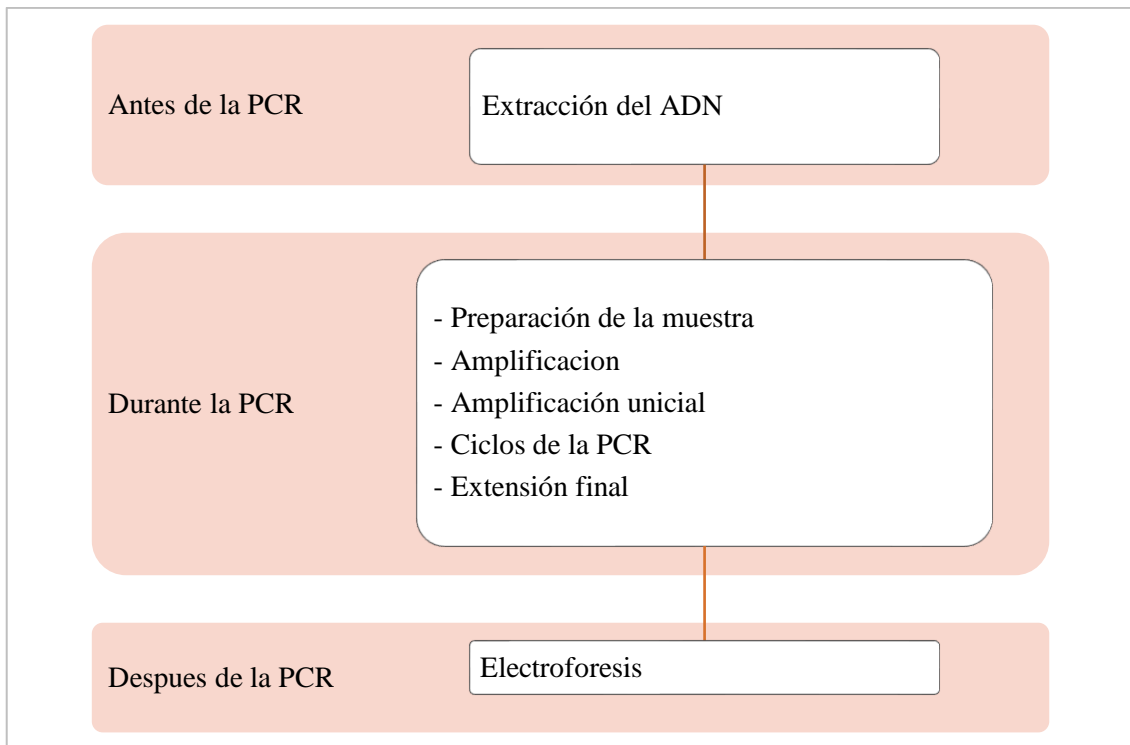 Antes de la PCR
Extracción del ADN
Durante la PCR
- Preparación de la muestra
- Amplificacion
- Amplificación unicial
- Ciclos de la PCR
- Extensión final
Despues de la PCR
Electroforesis